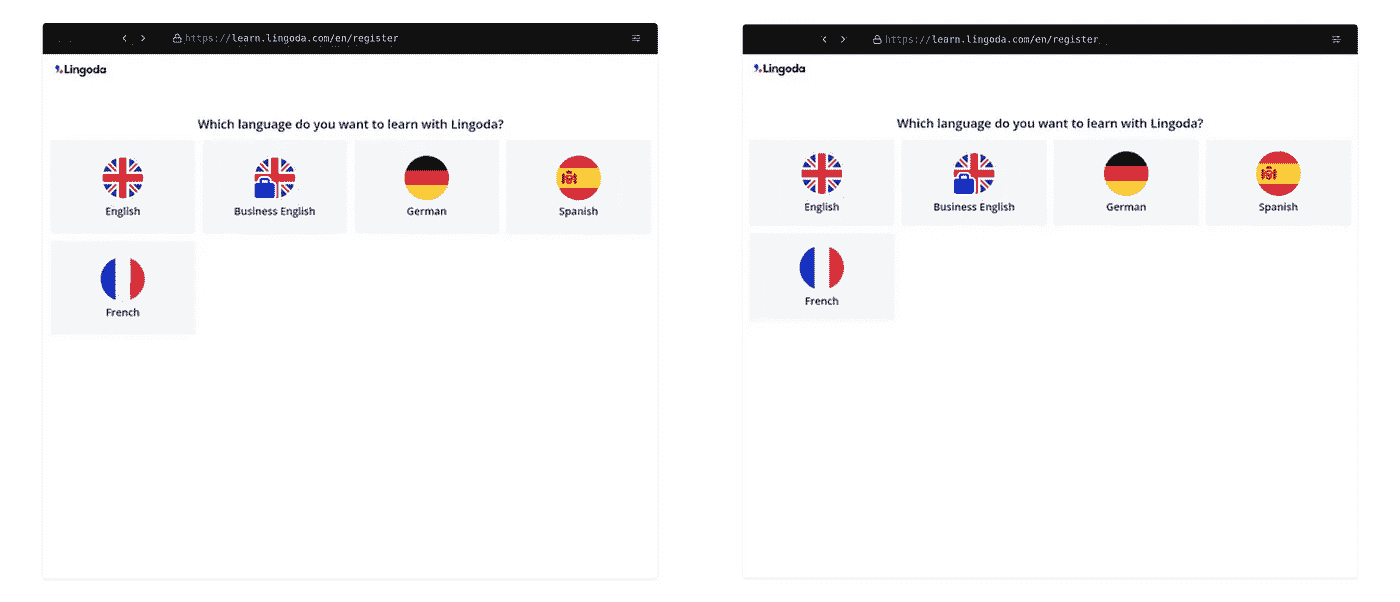 https://learn.lingoda.com/en/register
Lingoda
Which language do you want to learn with Lingoda?
English
Business English
German
Spanish
French
https://learn.lingoda.com/en/register
Lingoda
Which language do you want to learn with Lingoda?
English
Business English
German
Spanish
French